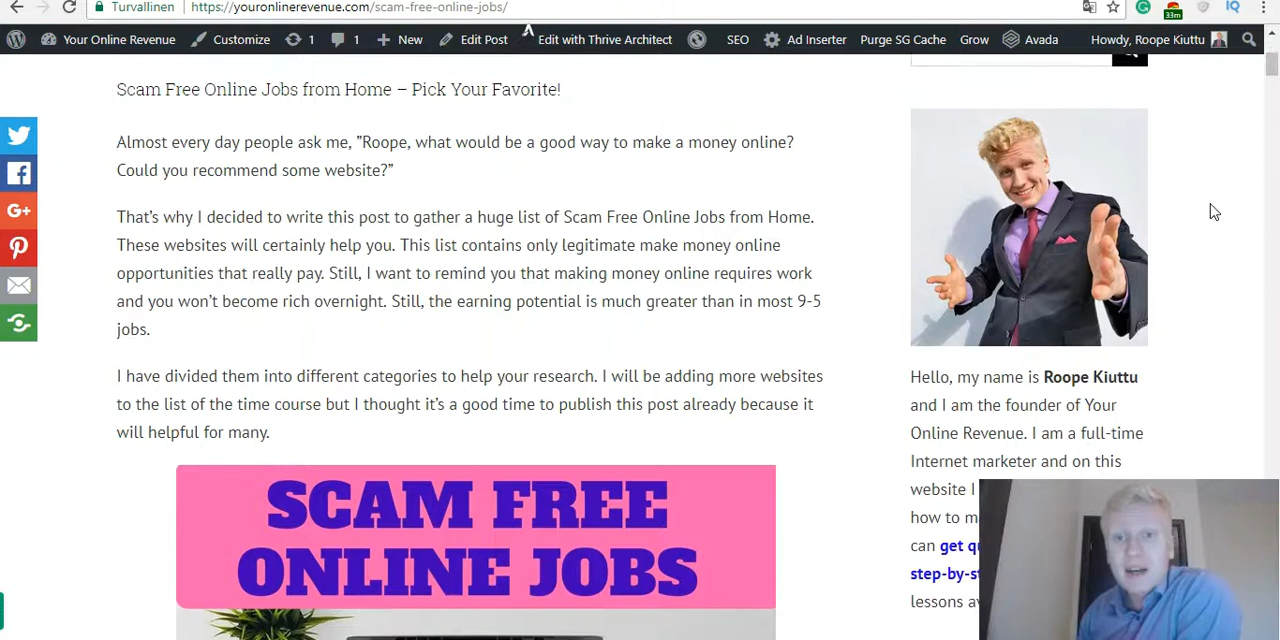 Turvallinen
https://youronlinerevenue.com/scam-free-online-jobs/
33m
Your Online Revenue
Customize
1
1
New
Edit Post
Edit with Thrive Architect
SEO
Ad Inserter
Purge SG Cache
Grow
Avada
Howdy, Roope Kiuttu
Scam Free Online Jobs from Home – Pick Your Favorite!
Almost every day people ask me, ”Roope, what would be a good way to make a money online?
Could you recommend some website?”
That’s why I decided to write this post to gather a huge list of Scam Free Online Jobs from Home.
These websites will certainly help you. This list contains only legitimate make money online
opportunities that really pay. Still, I want to remind you that making money online requires work
and you won’t become rich overnight. Still, the earning potential is much greater than in most 9-5
jobs.
I have divided them into different categories to help your research. I will be adding more websites
to the list of the time course but I thought it’s a good time to publish this post already because it
will helpful for many.
SCAM FREE
ONLINE JOBS
G+
Hello, my name is Roope Kiuttu
and I am the founder of Your
Online Revenue. I am a full-time
Internet marketer and on this
website I
how to m
can get qu
step-by-st
lessons av